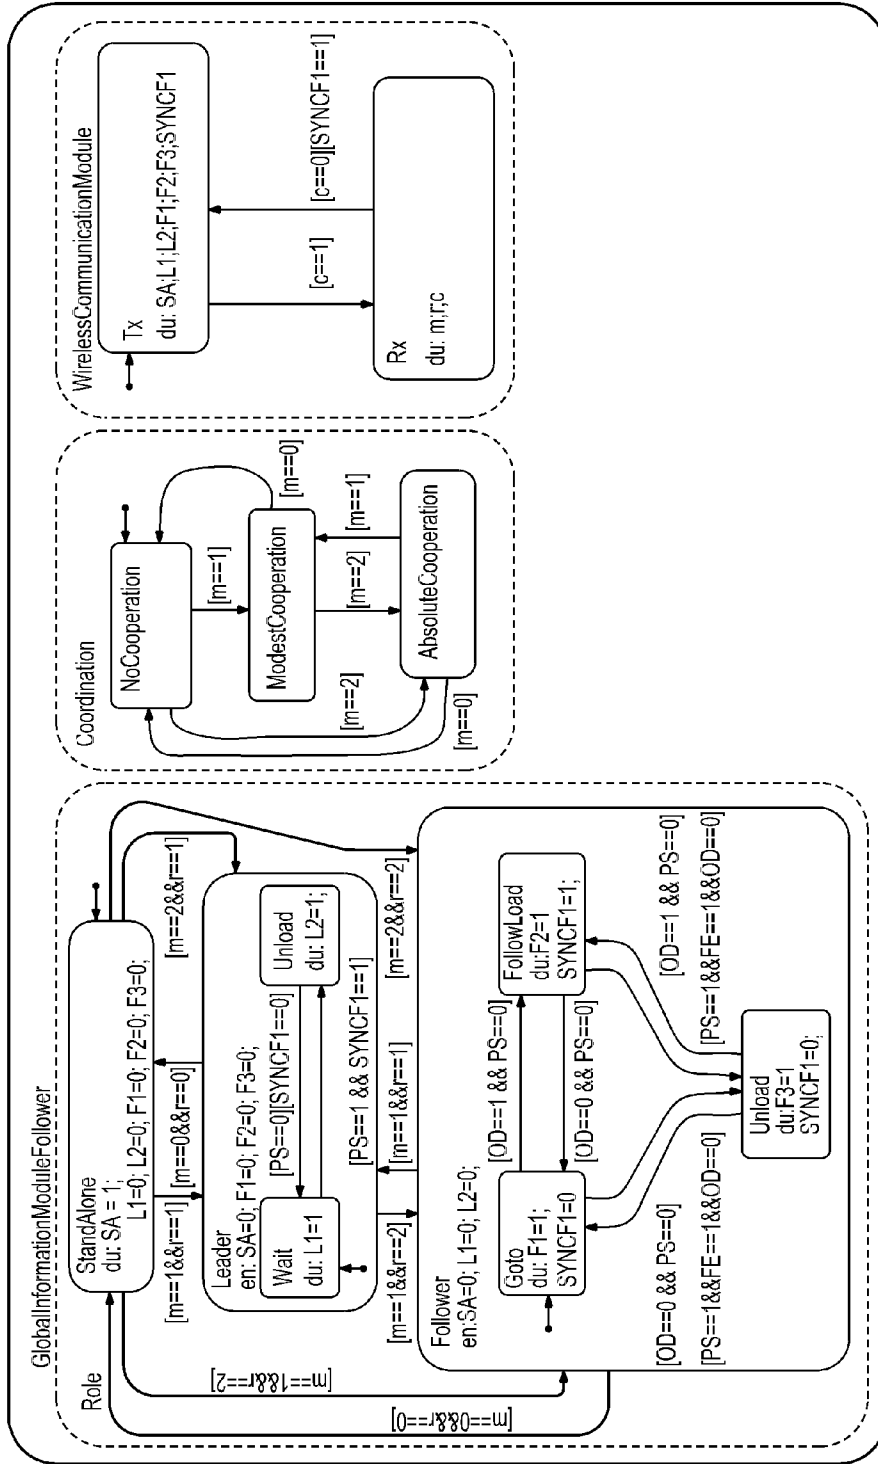 GlobalInformationModuleFollower
Role
StandAlone
du: SA = 1;
L1=0; L2=0; F1=0; F2=0; F3=0;
[m==1&&r==1]
[m==0&&r==0]
[m==2&&r==1]
Leader
en: SA=0; F1=0; F2=0; F3=0;
Wait
du: L1=1
[PS==0][SYNCF1==0]
Unload
du: L2=1;
[PS==1 && SYNCF1==1]
[m==1&&r==2]
[m==1&&r==1]
[m==2&&r==2]
[m==1&&r==2]
[m==0&&r==0]
Follower
en:SA=0; L1=0; L2=0;
Goto
du: F1=1;
SYNCF1=0
[OD==1 && PS==0]
[OD==0 && PS==0]
FollowLoad
du:F2=1
SYNCF1=1;
[OD==0 && PS==0]
[PS==1&&FE==1&&OD==0]
Unload
du:F3=1
SYNCF1=0;
[OD==1 && PS==0]
[PS==1&&FE==1&&OD==0]
Coordination
NoCooperation
[m==1]
[m==0]
ModestCooperation
[m==2]
[m==2]
[m==1]
AbsoluteCooperation
[m==0]
WirelessCommunicationModule
Tx
du: SA;L1;L2;F1;F2;F3;SYNCF1
[c==1]
[c==0][SYNCF1==1]
Rx
du: m;r;c